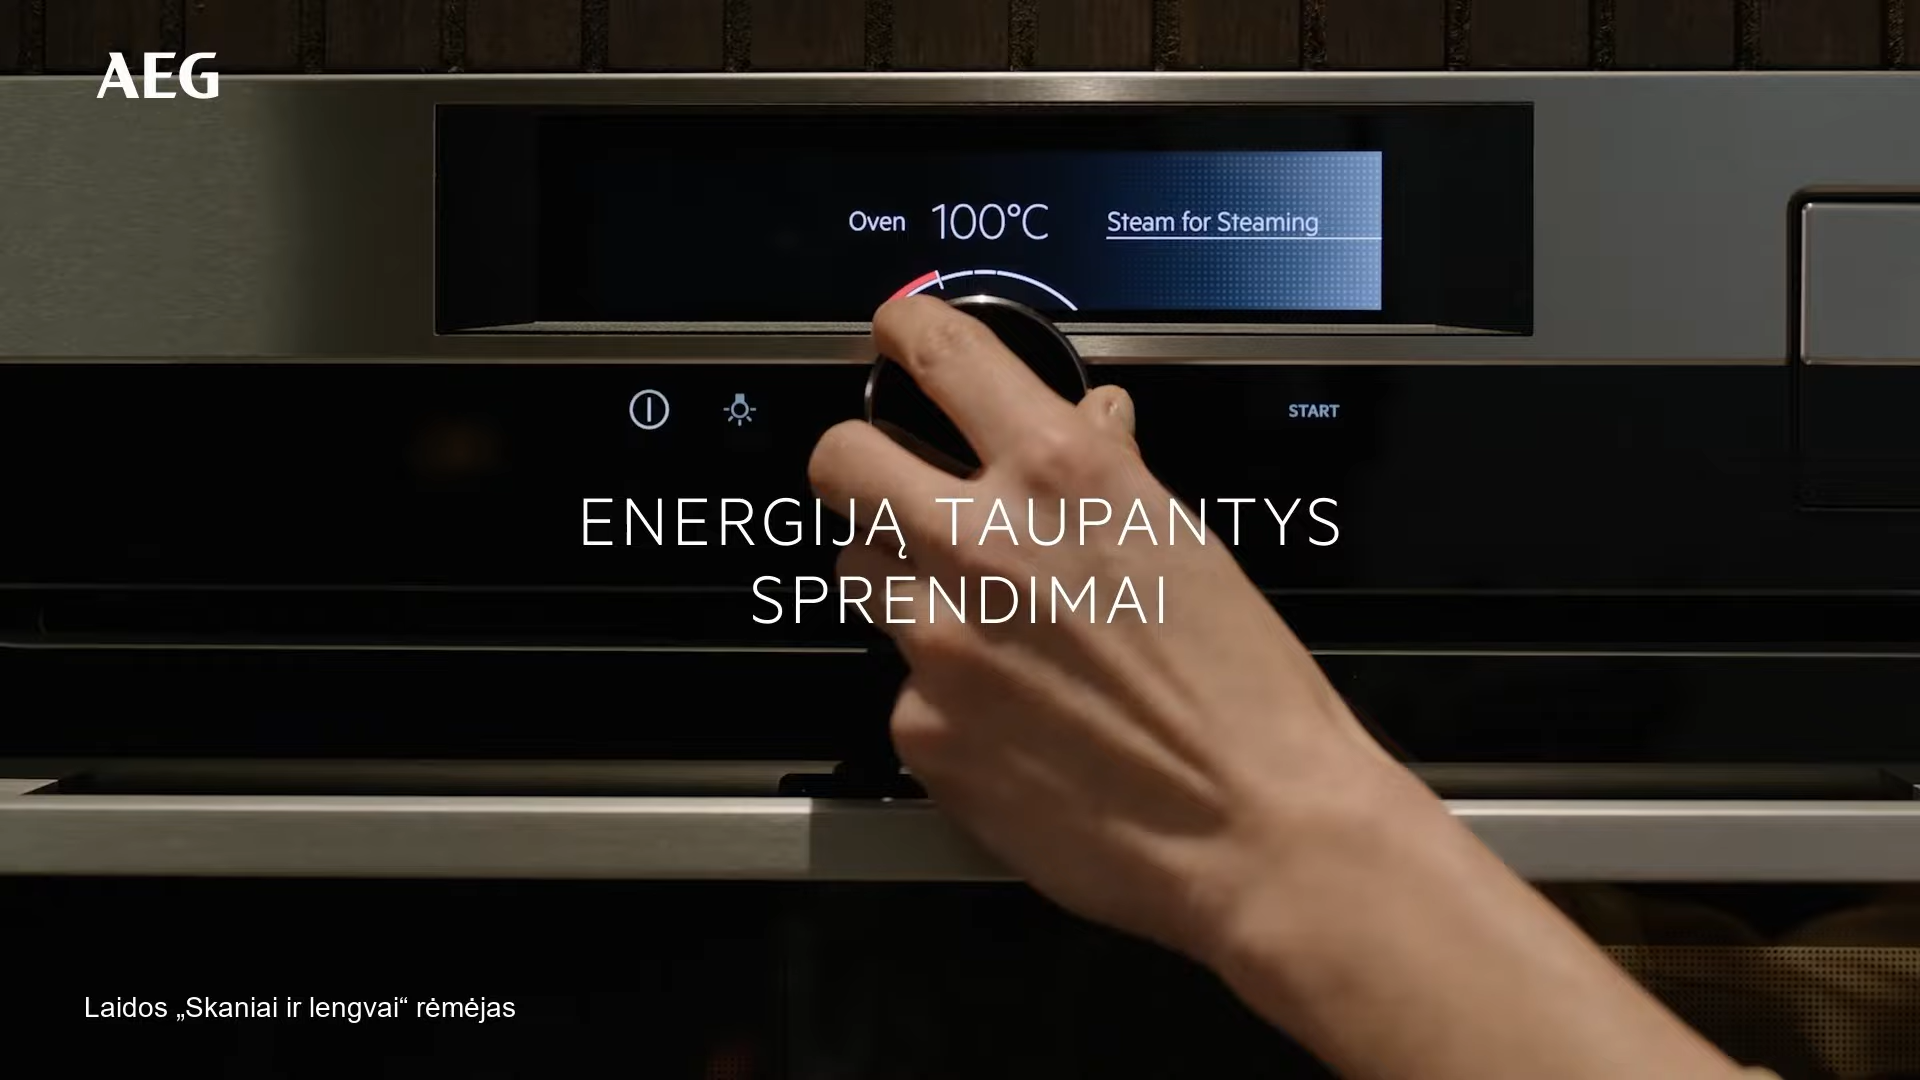 AEG
Oven 100°C Steam for Steaming
START
ENERGIJĄ TAUPANTYS
SPRENDIMAI
Laidos „Skaniai ir lengvai“ rėmėjas